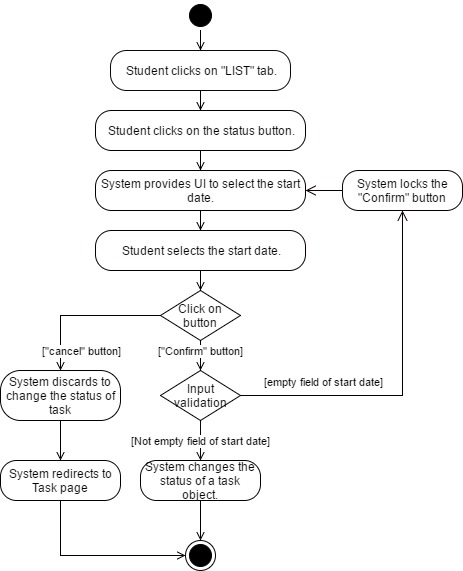 Student clicks on "LIST" tab.
Student clicks on the status button.
System provides UI to select the start
date.
System locks the
"Confirm" button
Student selects the start date.
Click on
button
["cancel" button]
["Confirm" button]
System discards to
change the status of
task
Input
validation
[empty field of start date]
[Not empty field of start date]
System redirects to
Task page
System changes the
status of a task
object.